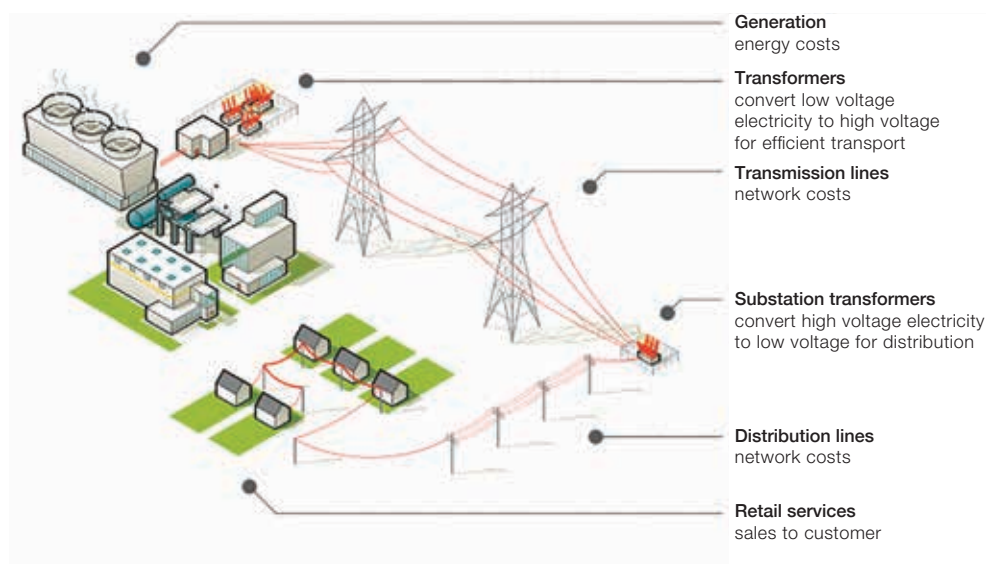 Generation
energy costs
Transformers
convert low voltage
electricity to high voltage
for efficient transport
Transmission lines
network costs
Substation transformers
convert high voltage electricity
to low voltage for distribution
Distribution lines
network costs
Retail services
sales to customer